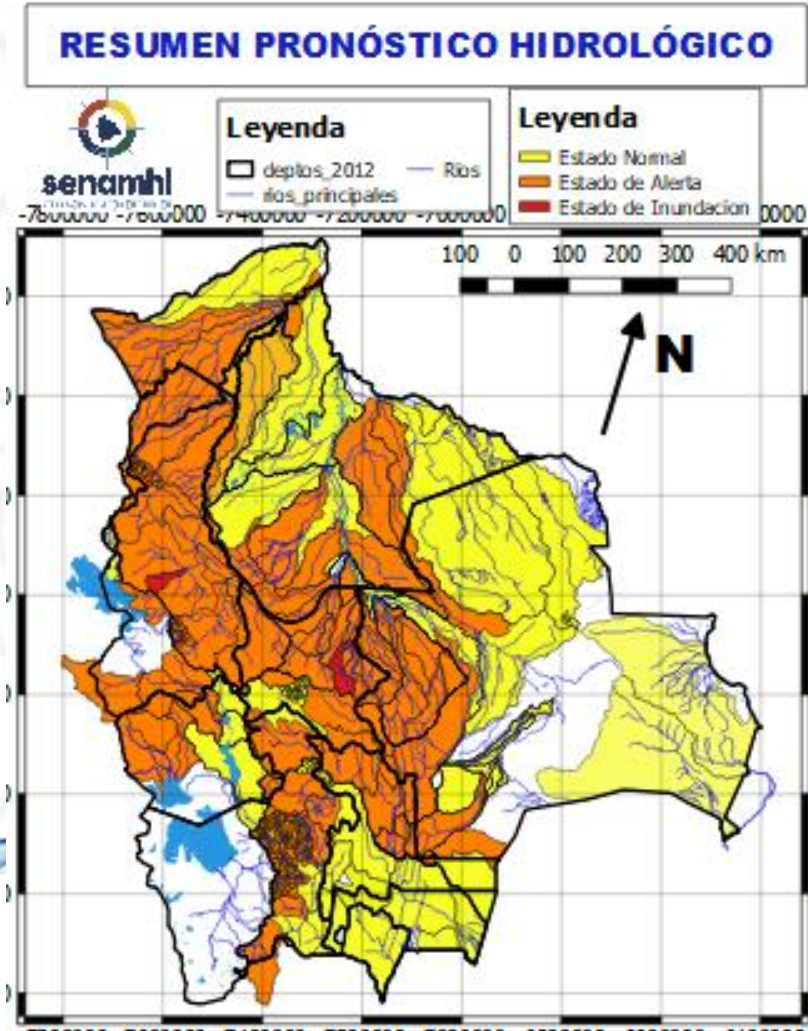 RESUMEN PRONÓSTICO HIDROLÓGICO
senamhi
Leyenda
deptos_2012
Rios
rios_principales
Leyenda
Estado Normal
Estado de Alerta
Estado de Inundacion
-7800000 -7600000 -7400000 -7200000 -7000000
100 0 100 200 300 400 km
N